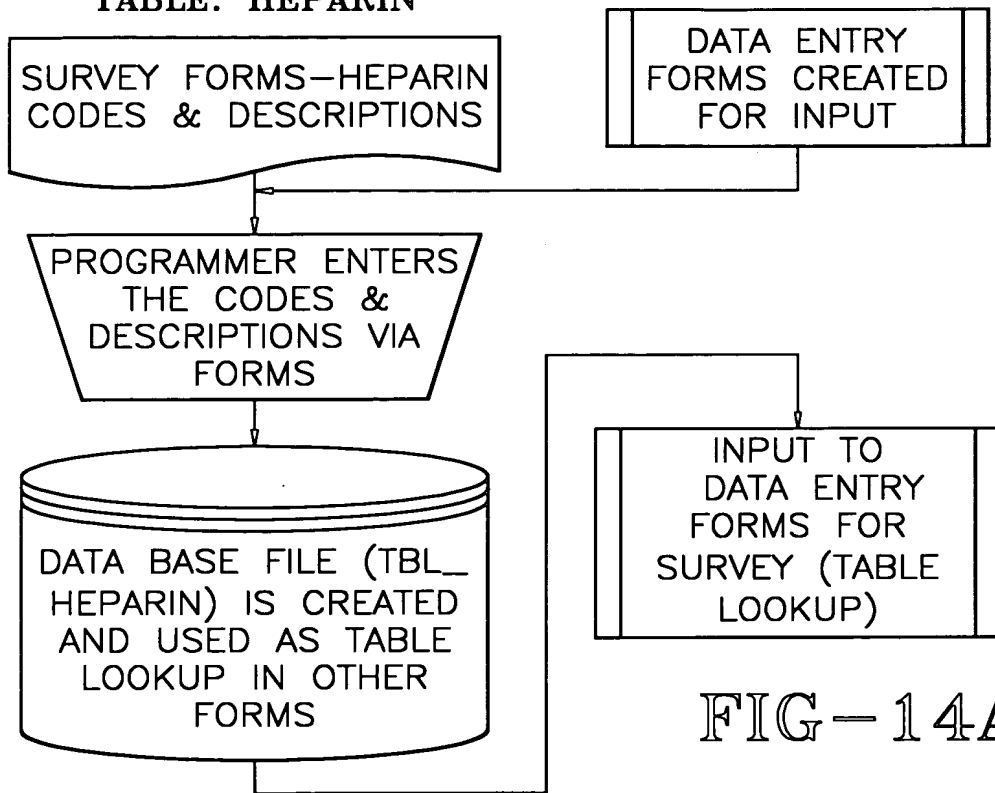 TABLE: HEPARIN
SURVEY FORMS-HEPARIN
CODES & DESCRIPTIONS
DATA ENTRY
FORMS CREATED
FOR INPUT
PROGRAMMER ENTERS
THE CODES &
DESCRIPTIONS VIA
FORMS
DATA BASE FILE (TBL_
HEPARIN) IS CREATED
AND USED AS TABLE
LOOKUP IN OTHER
FORMS
INPUT TO
DATA ENTRY
FORMS FOR
SURVEY (TABLE
LOOKUP)
FIG-14A